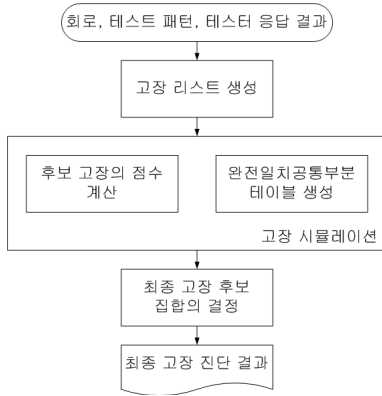 회로, 테스트 패턴, 테스터 응답 결과
고장 리스트 생성
후보 고장의 점수
계산
완전일치공통부분
테이블 생성
고장 시뮬레이션
최종 고장 후보
집합의 결정
최종 고장 진단 결과